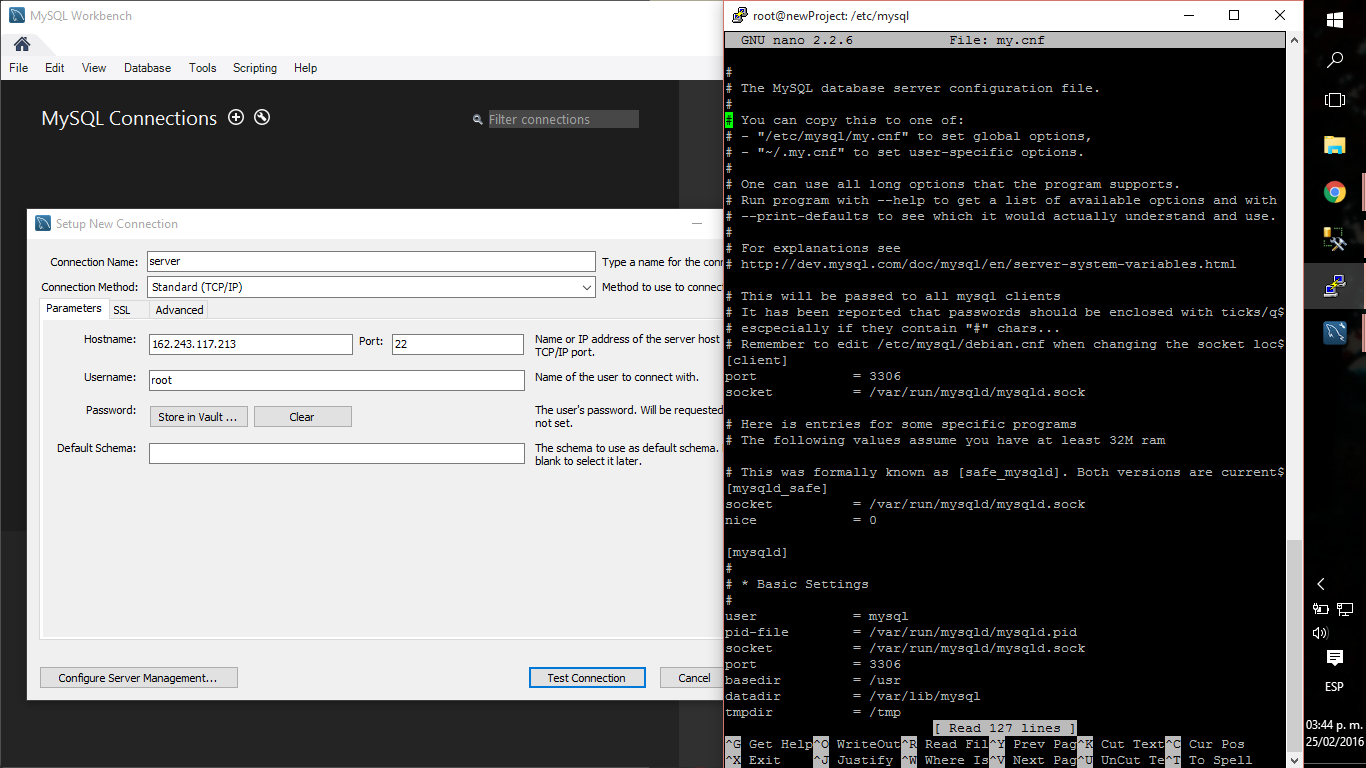 MySQL Workbench
File Edit View Database Tools Scripting Help
MySQL Connections
Filter connections
Setup New Connection
Connection Name: server Type a name for the conn
Connection Method: Standard (TCP/IP) Method to use to connect
Parameters SSL Advanced
Hostname: 162.243.117.213 Port: 22 Name or IP address of the server host
TCP/IP port.
Username: root Name of the user to connect with.
Password: Store in Vault ... Clear The user's password. Will be requested
not set.
Default Schema: The schema to use as default schema.
blank to select it later.
Configure Server Management... Test Connection Cancel
root@newProject: /etc/mysql
GNU nano 2.2.6 File: my.cnf
#
# The MySQL database server configuration file.
#
# You can copy this to one of:
# - "/etc/mysql/my.cnf" to set global options,
# - "~/.my.cnf" to set user-specific options.
#
# One can use all long options that the program supports.
# Run program with --help to get a list of available options and with
# --print-defaults to see which it would actually understand and use.
#
# For explanations see
# http://dev.mysql.com/doc/mysql/en/server-system-variables.html
# This will be passed to all mysql clients
# It has been reported that passwords should be enclosed with ticks/q$
# escpecially if they contain "#" chars...
# Remember to edit /etc/mysql/debian.cnf when changing the socket loc$
[client]
port = 3306
socket = /var/run/mysqld/mysqld.sock
# Here is entries for some specific programs
# The following values assume you have at least 32M ram
# This was formally known as [safe_mysqld]. Both versions are current$
[mysqld_safe]
socket = /var/run/mysqld/mysqld.sock
nice = 0
[mysqld]
#
# * Basic Settings
#
user = mysql
pid-file = /var/run/mysqld/mysqld.pid
socket = /var/run/mysqld/mysqld.sock
port = 3306
basedir = /usr
datadir = /var/lib/mysql
tmpdir = /tmp
[ Read 127 lines ]
^G Get Help^O WriteOut^R Read Fil^Y Prev Pag^K Cut Text^C Cur Pos
^X Exit ^J Justify ^W Where Is^V Next Pag^U UnCut Te^T To Spell
ESP
03:44 p. m.
25/02/2016